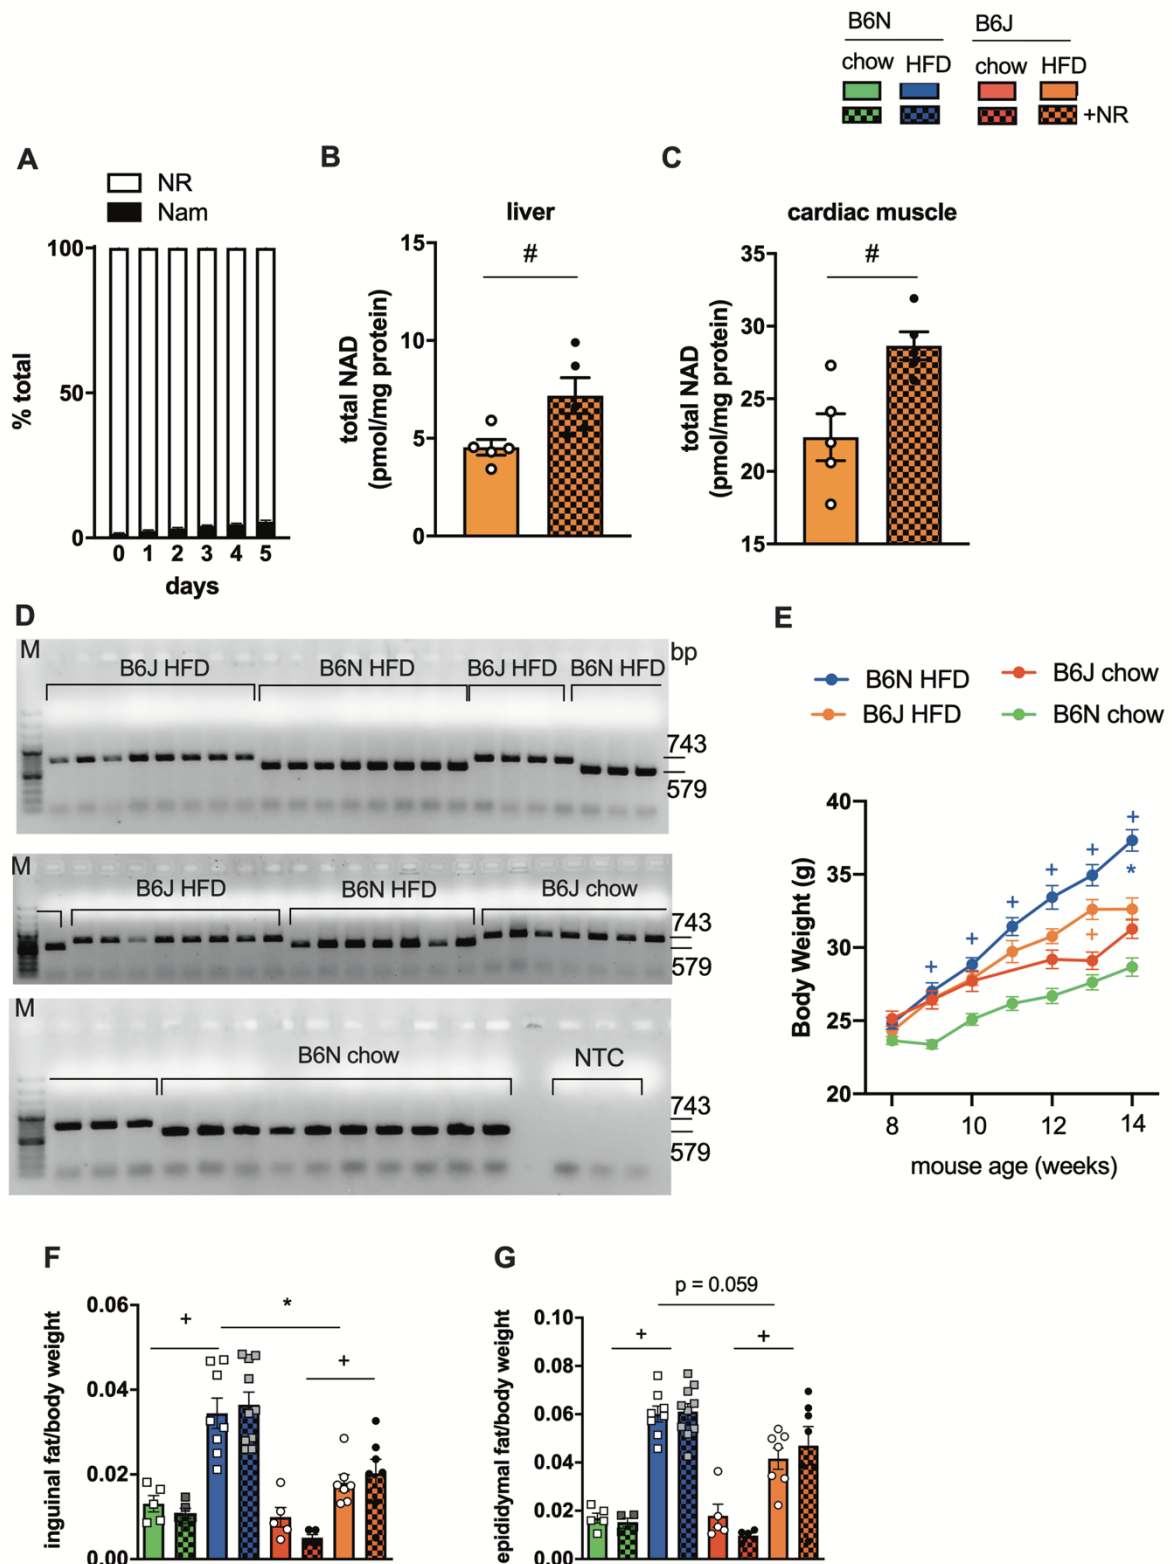 B6N B6J
chow HFD chow HFD
+NR
A
NR
Nam
100
50
0
% total
0 1 2 3 4 5
days
B
liver
#
15
10
5
0
total NAD
(pmol/mg protein)
C
cardiac muscle
#
35
30
25
20
15
total NAD
(pmol/mg protein)
D
M
B6J HFD B6N HFD B6J HFD B6N HFD
bp
743
579
M
B6J HFD B6N HFD B6J chow
743
579
M
B6N chow NTC
743
579
E
B6N HFD B6J chow
B6J HFD B6N chow
40
35
30
25
20
Body Weight (g)
+ + + + + +
*
+
8 10 12 14
mouse age (weeks)
F
0.06
0.04
0.02
0.00
inguinal fat/body weight
+ * +
G
p = 0.059
0.10
0.08
0.06
0.04
0.02
0.00
epididymal fat/body weight
+ +